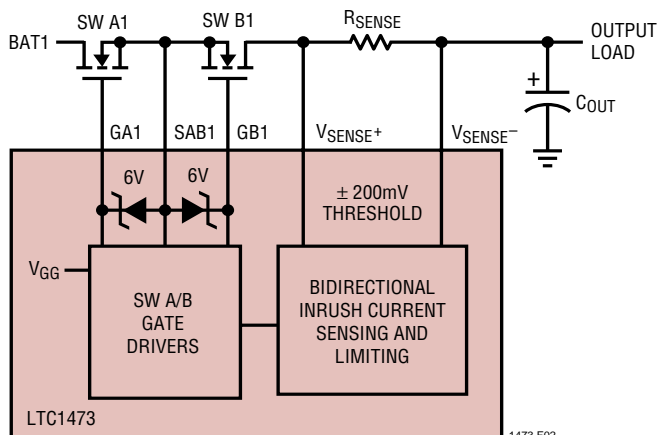 SW A1
SW B1
RSENSE
BAT1
OUTPUT
LOAD
+
COUT
GA1
SAB1
GB1
VSENSE+
VSENSE–
6V
6V
± 200mV
THRESHOLD
VGG
SW A/B
GATE
DRIVERS
BIDIRECTIONAL
INRUSH CURRENT
SENSING AND
LIMITING
LTC1473